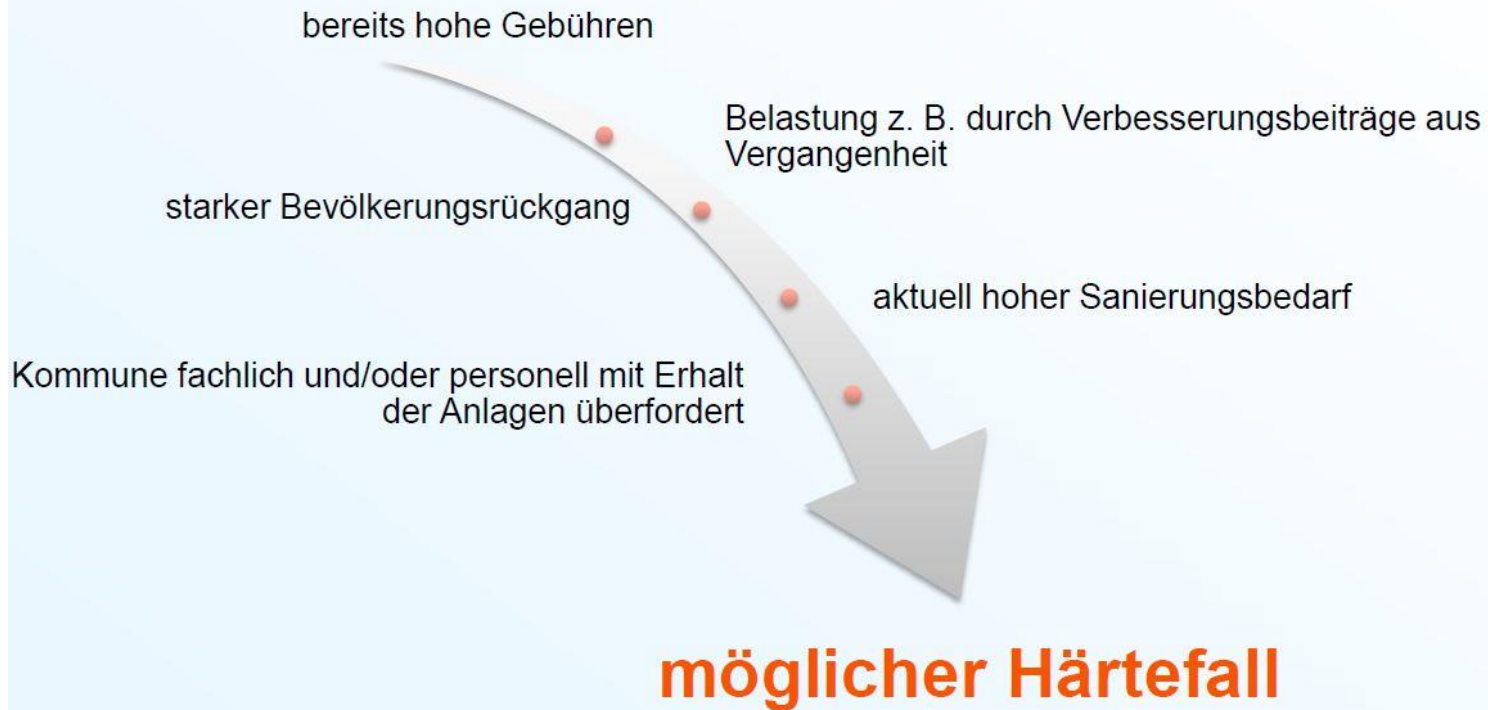 bereits hohe Gebühren
Belastung z. B. durch Verbesserungsbeiträge aus
Vergangenheit
starker Bevölkerungsrückgang
aktuell hoher Sanierungsbedarf
Kommune fachlich und/oder personell mit Erhalt
der Anlagen überfordert
möglicher Härtefall